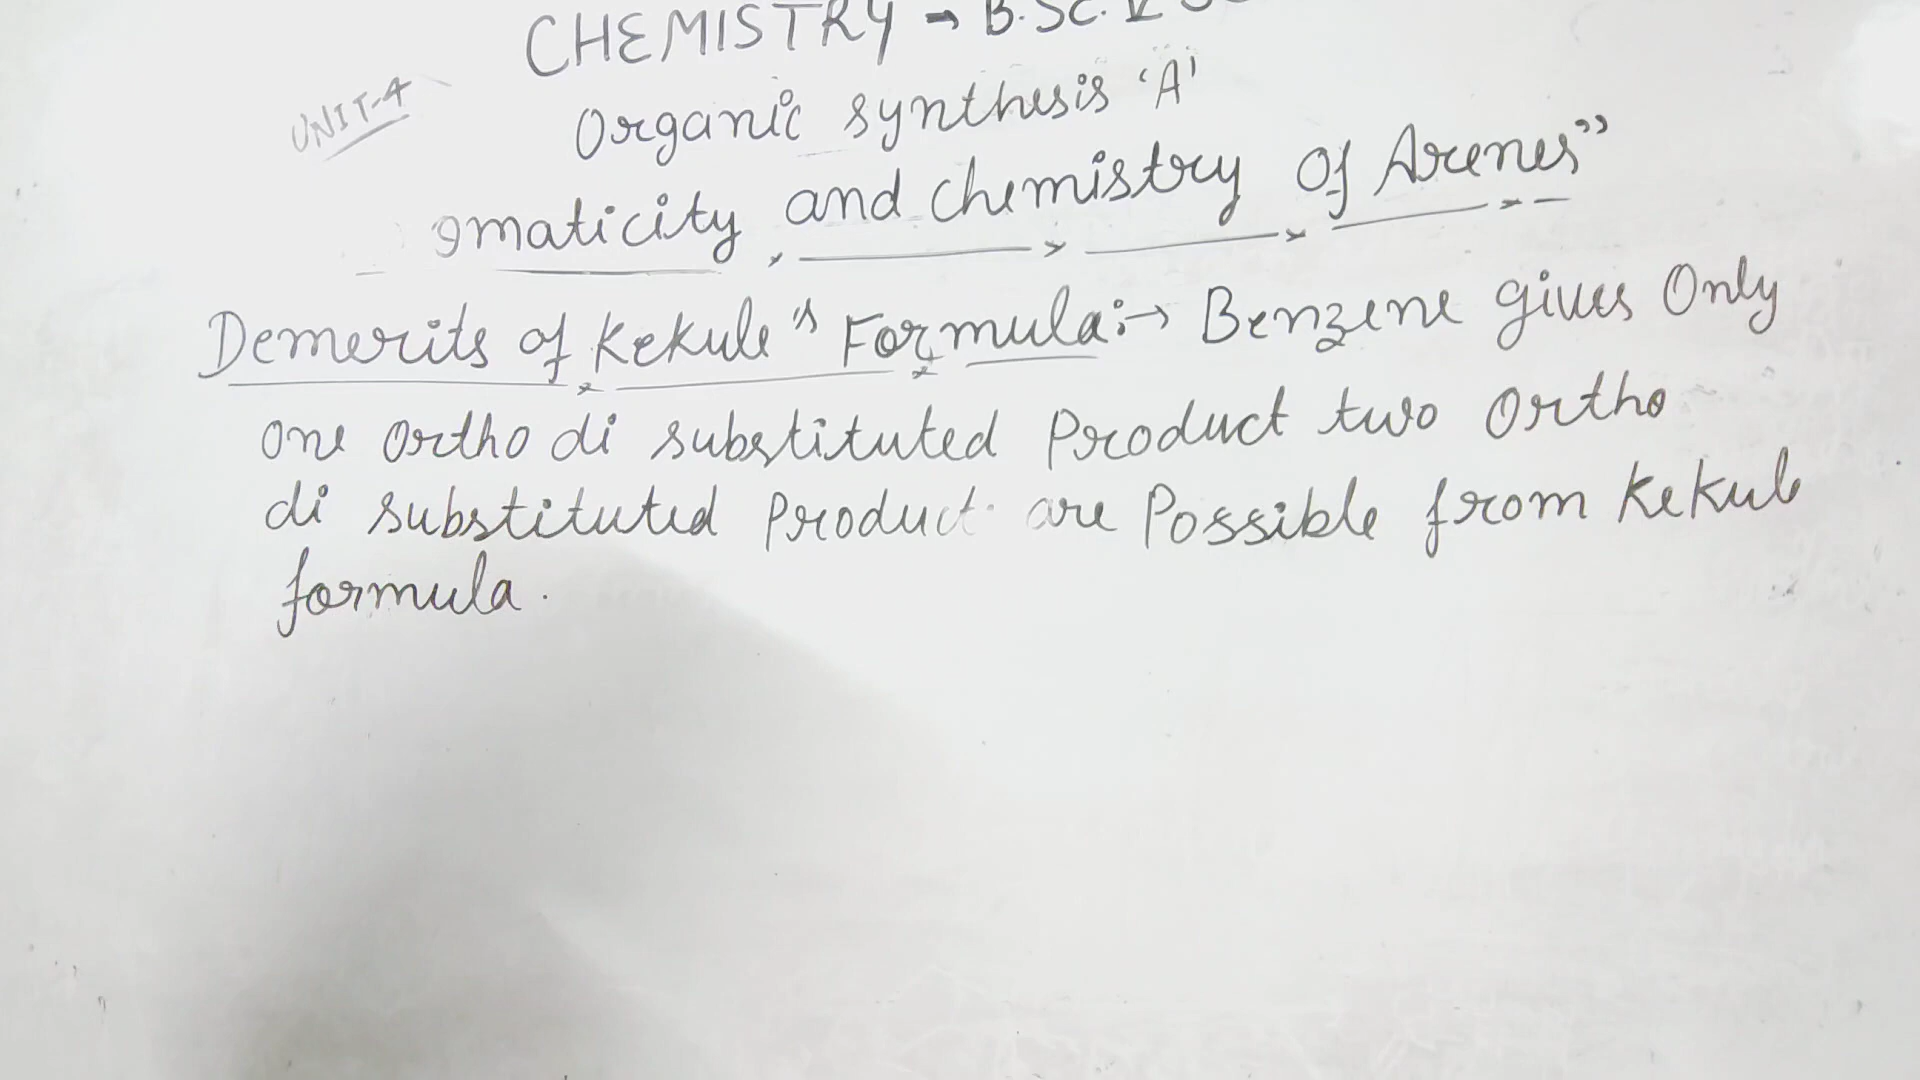 CHEMISTRY → B.Sc. V
UNIT-4
Organic synthesis 'A'
omaticity and chemistry Of Arenes”
Demerits of Kekule's Formula:→ Benzene gives Only
one ortho di substituted Product two Ortho
di substituted Product are Possible from Kekule
formula.